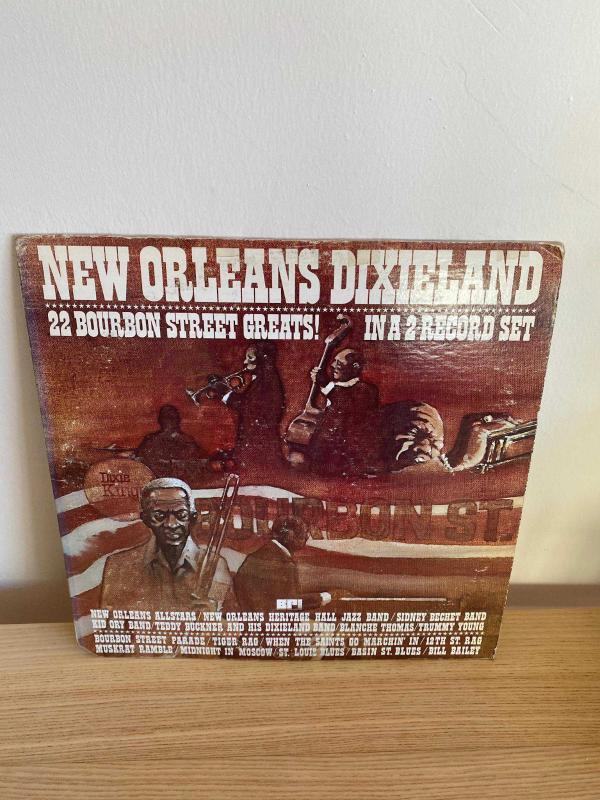 NEW ORLEANS DIXIELAND
22 BOURBON STREET GREATS! IN A 2 RECORD SET
Dixie
King
BOURBON ST.
BPI
NEW ORLEANS ALLSTARS/NEW ORLEANS HERITAGE HALL JAZZ BAND/SIDNEY BECHET BAND
KID ORY BAND/TEDDY BUCKNER AND HIS DIXIELAND BAND/BLANCHE THOMAS/TRUMMY YOUNG
BOURBON STREET PARADE/TIGER RAG/WHEN THE SAINTS GO MARCHIN' IN/12TH ST. RAG
MUSKRAT RAMBLE/MIDNIGHT IN MOSCOW/ST. LOUIS BLUES/BASIN ST. BLUES/BILL BAILEY